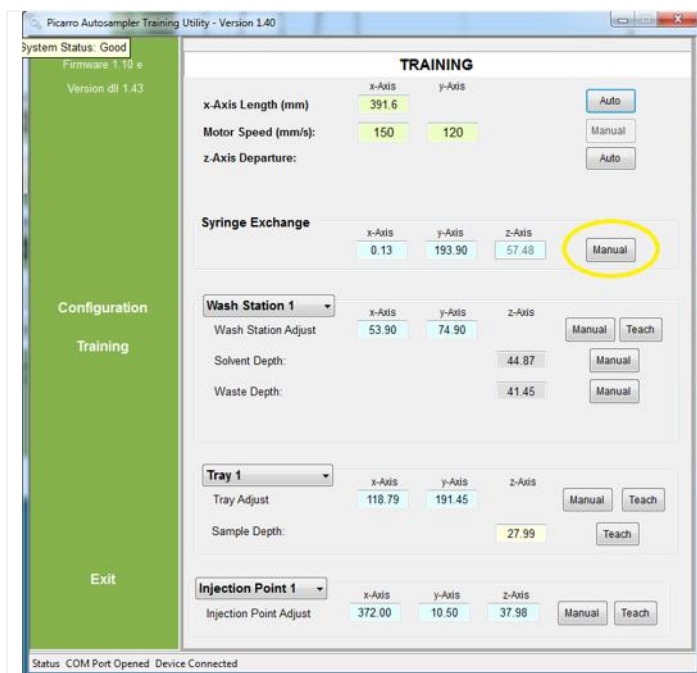 Picarro Autosampler Training Utility - Version 1.40
System Status: Good
Firmware 1.10 e
Version dll 1.43
Configuration
Training
Exit
TRAINING
x-Axis y-Axis
x-Axis Length (mm) 391.6 Auto
Motor Speed (mm/s): 150 120 Manual
z-Axis Departure: Auto
Syringe Exchange
x-Axis y-Axis z-Axis
0.13 193.90 57.48 Manual
Wash Station 1
x-Axis y-Axis z-Axis
Wash Station Adjust 53.90 74.90 Manual Teach
Solvent Depth: 44.87 Manual
Waste Depth: 41.45 Manual
Tray 1
x-Axis y-Axis z-Axis
Tray Adjust 118.79 191.45 Manual Teach
Sample Depth: 27.99 Teach
Injection Point 1
x-Axis y-Axis z-Axis
Injection Point Adjust 372.00 10.50 37.98 Manual Teach
Status COM Port Opened Device Connected